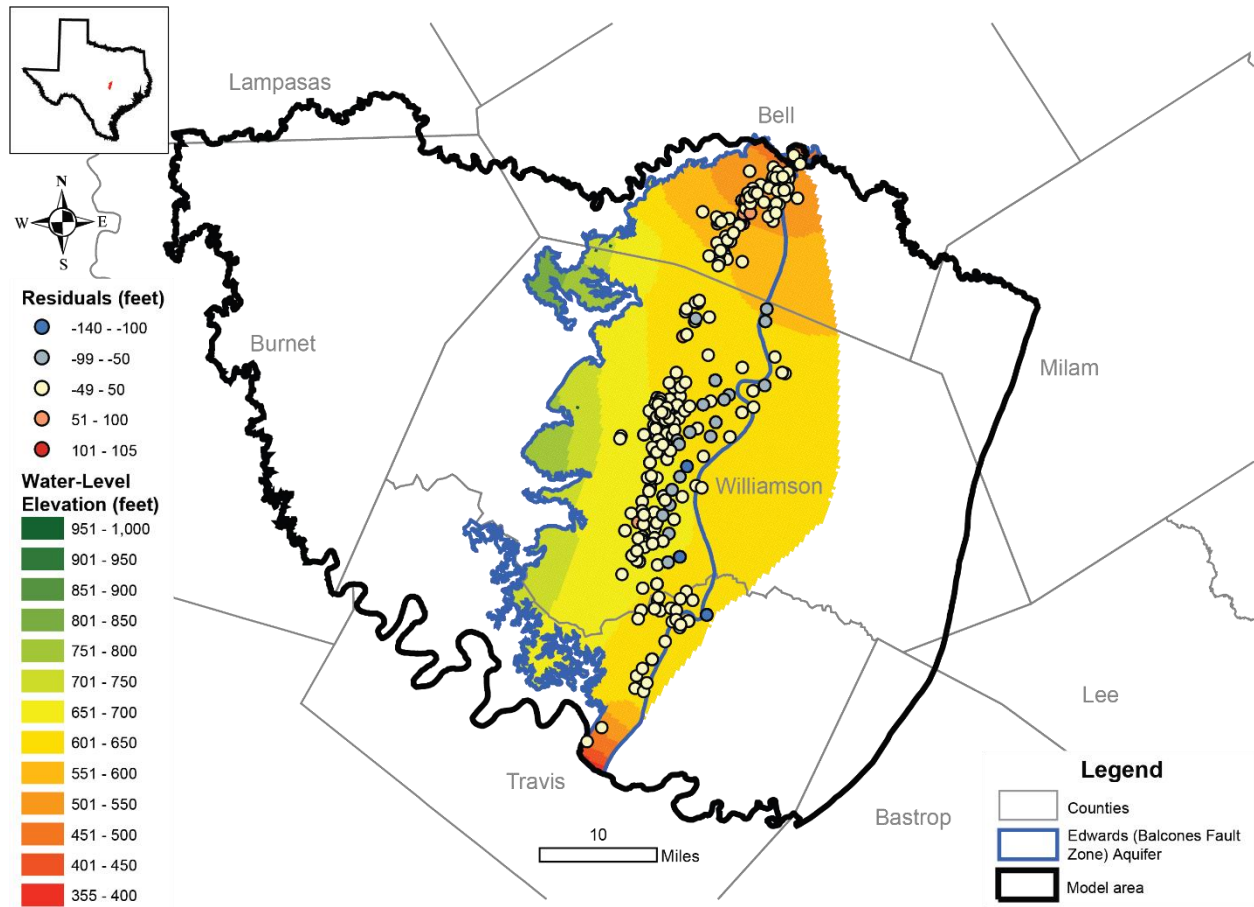 Lampasas
Bell
N
W
E
S
Residuals (feet)
-140 - -100
-99 - -50
-49 - 50
51 - 100
101 - 105
Water-Level
Elevation (feet)
951 - 1,000
901 - 950
851 - 900
801 - 850
751 - 800
701 - 750
651 - 700
601 - 650
551 - 600
501 - 550
451 - 500
401 - 450
355 - 400
Burnet
Milam
Williamson
Lee
Travis
Bastrop
10
Miles
Legend
Counties
Edwards (Balcones Fault
Zone) Aquifer
Model area